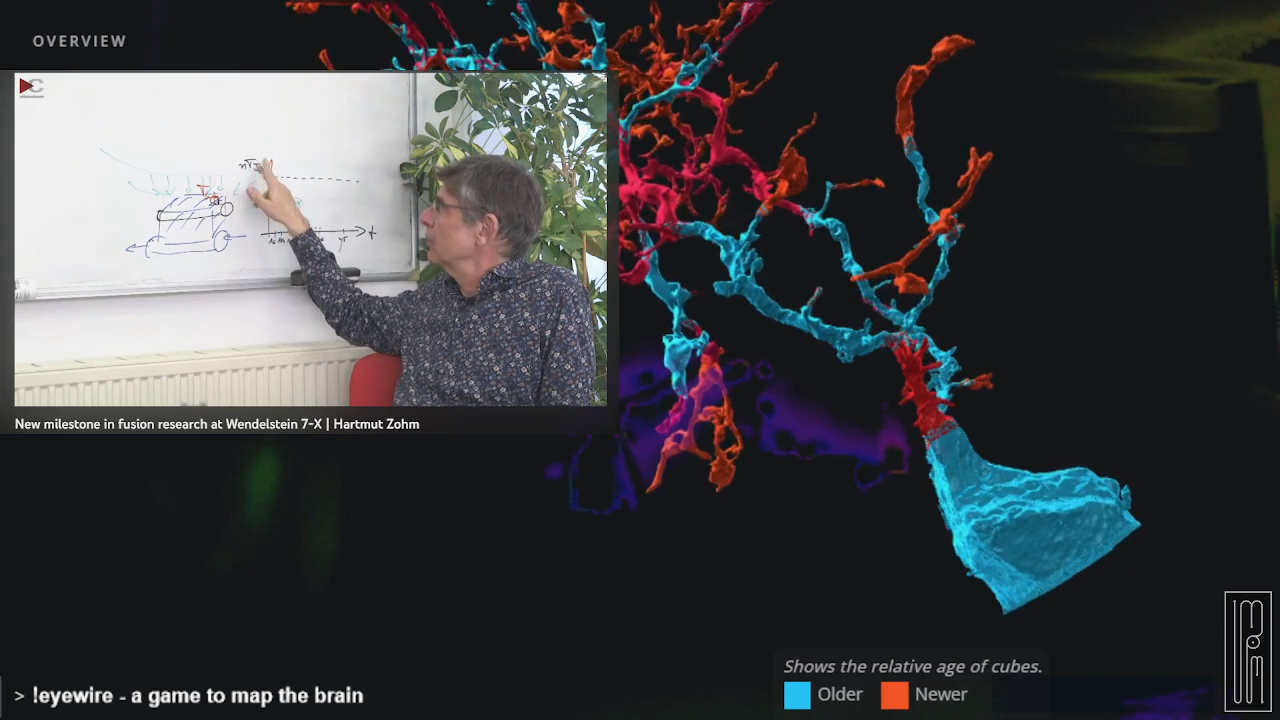 OVERVIEW
New milestone in fusion research at Wendelstein 7-X | Hartmut Zohm
> !eyewire - a game to map the brain
Shows the relative age of cubes.
Older Newer